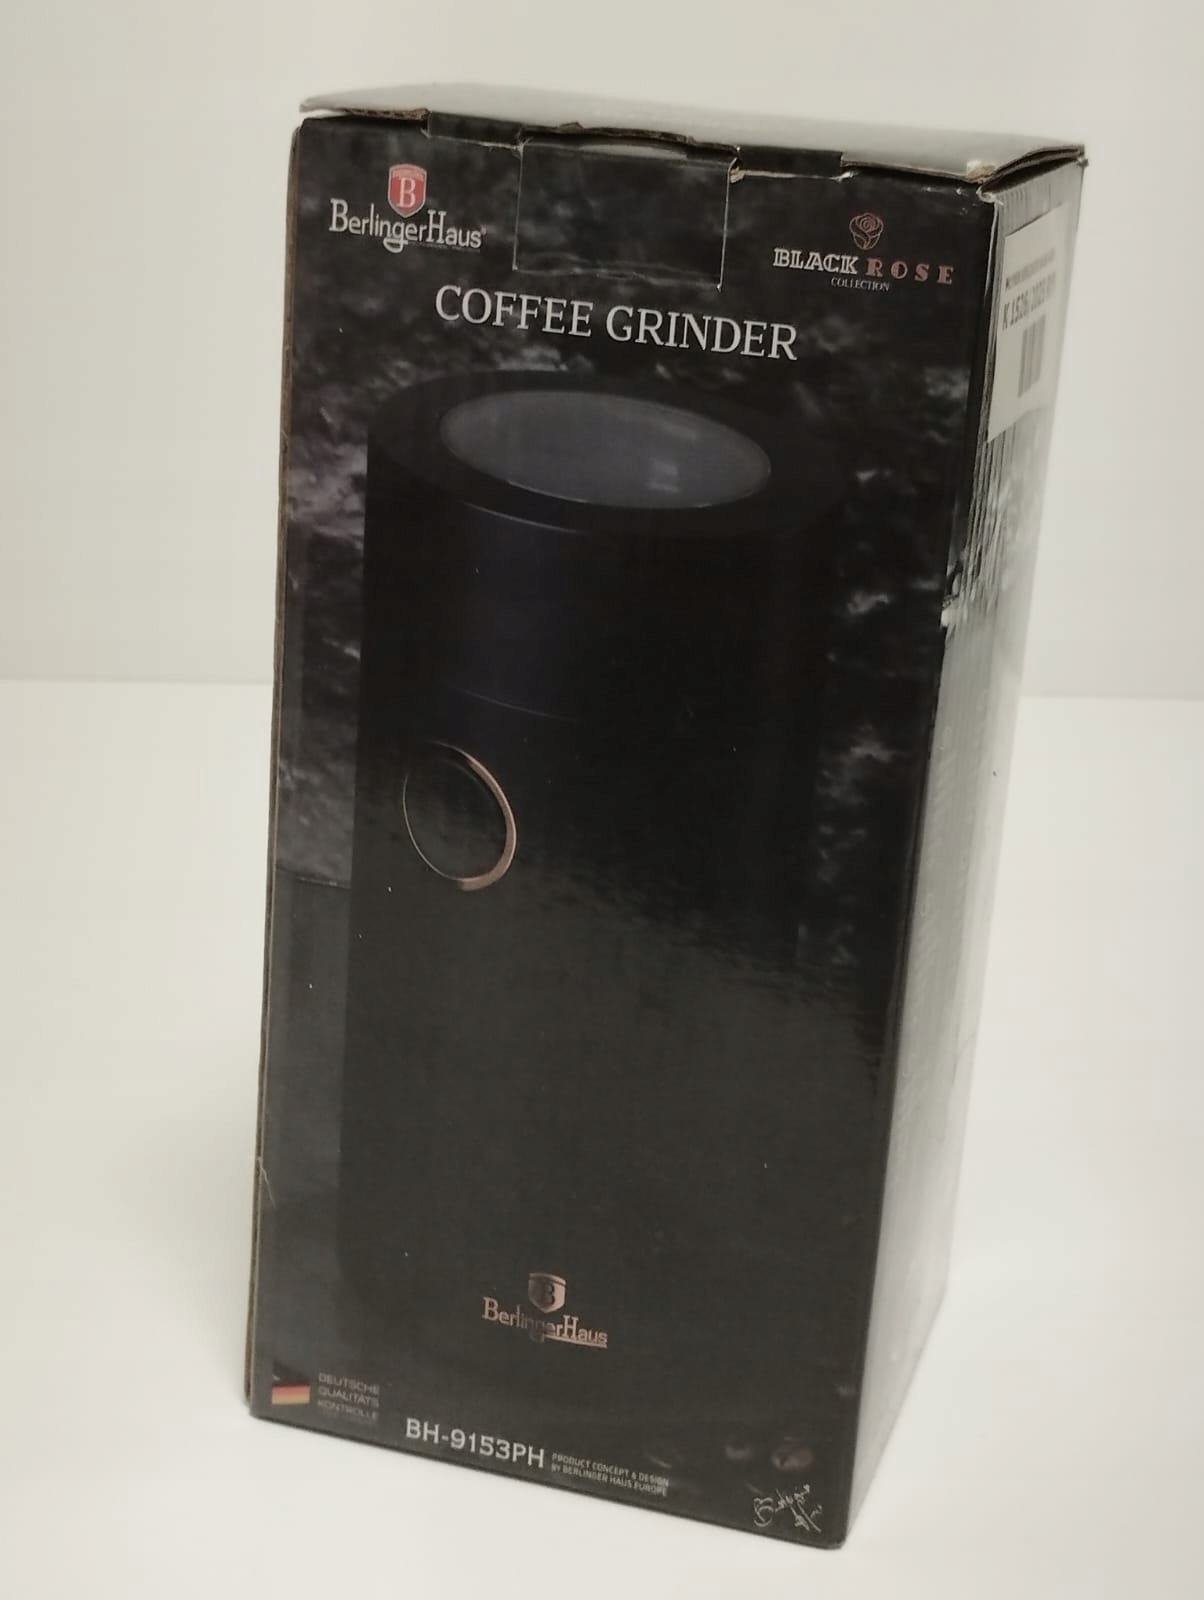 B
BerlingerHaus
BLACK ROSE
COLLECTION
COFFEE GRINDER
B
BerlingerHaus
DEUTSCHE
QUALITÄTS
KONTROLLE
BH-9153PH
PRODUCT CONCEPT & DESIGN
BY BERLINGER HAUS EUROPE